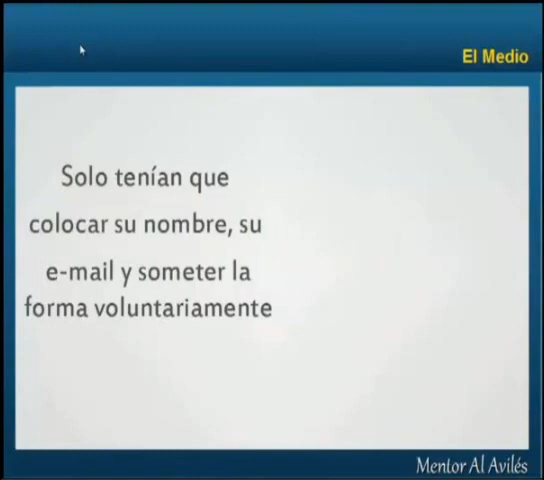 El Medio
Solo tenían que
colocar su nombre, su
e-mail y someter la
forma voluntariamente
Mentor Al Avilés